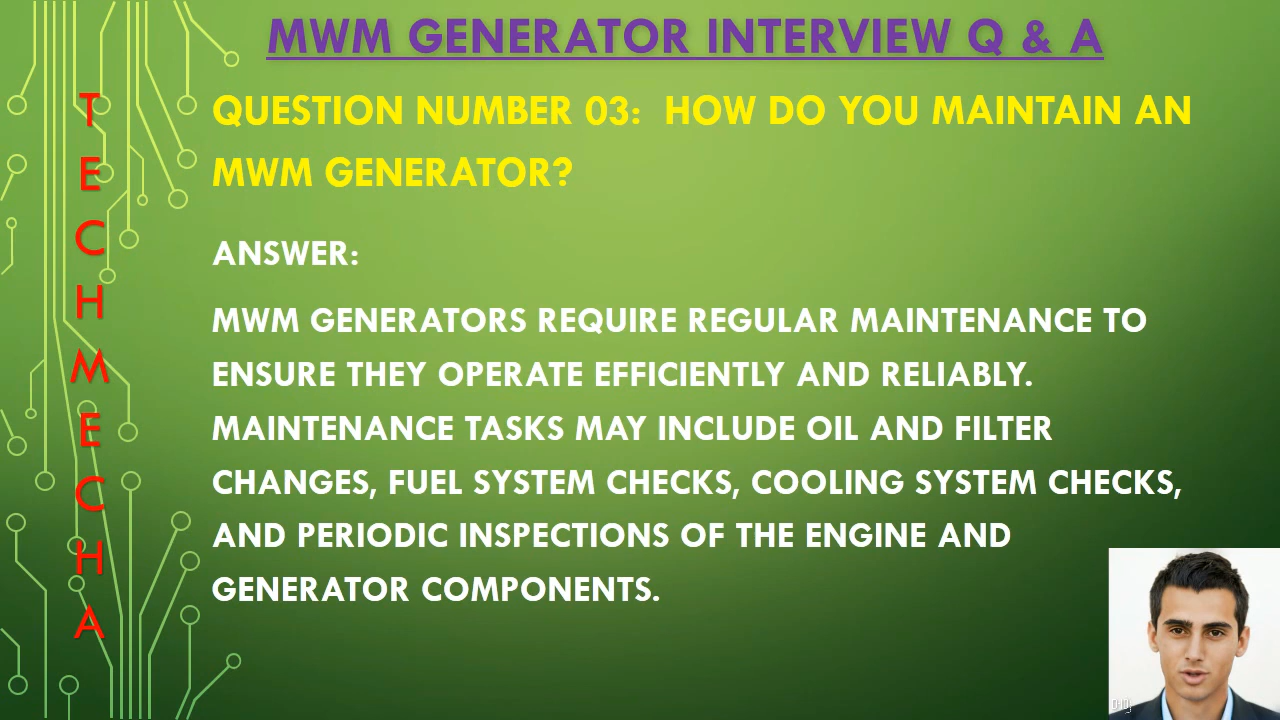 MWM GENERATOR INTERVIEW Q & A
QUESTION NUMBER 03: HOW DO YOU MAINTAIN AN
MWM GENERATOR?
ANSWER:
MWM GENERATORS REQUIRE REGULAR MAINTENANCE TO
ENSURE THEY OPERATE EFFICIENTLY AND RELIABLY.
MAINTENANCE TASKS MAY INCLUDE OIL AND FILTER
CHANGES, FUEL SYSTEM CHECKS, COOLING SYSTEM CHECKS,
AND PERIODIC INSPECTIONS OF THE ENGINE AND
GENERATOR COMPONENTS.
T
E
C
H
M
E
C
H
A